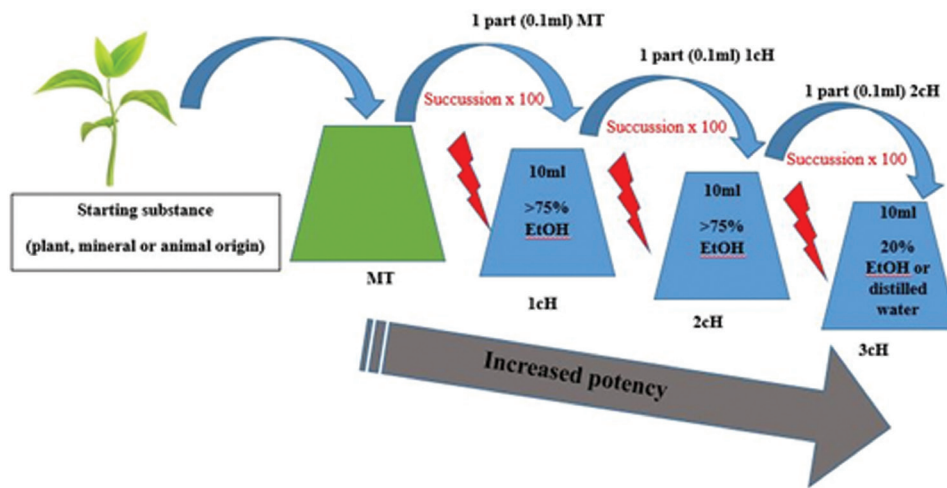 1 part (0.1ml) MT
1 part (0.1ml) 1cH
1 part (0.1ml) 2cH
Succussion x 100
Succussion x 100
Succussion x 100
Starting substance
(plant, mineral or animal origin)
MT
10ml
>75%
EtOH
1cH
10ml
>75%
EtOH
2cH
10ml
20%
EtOH or
distilled
water
3cH
Increased potency